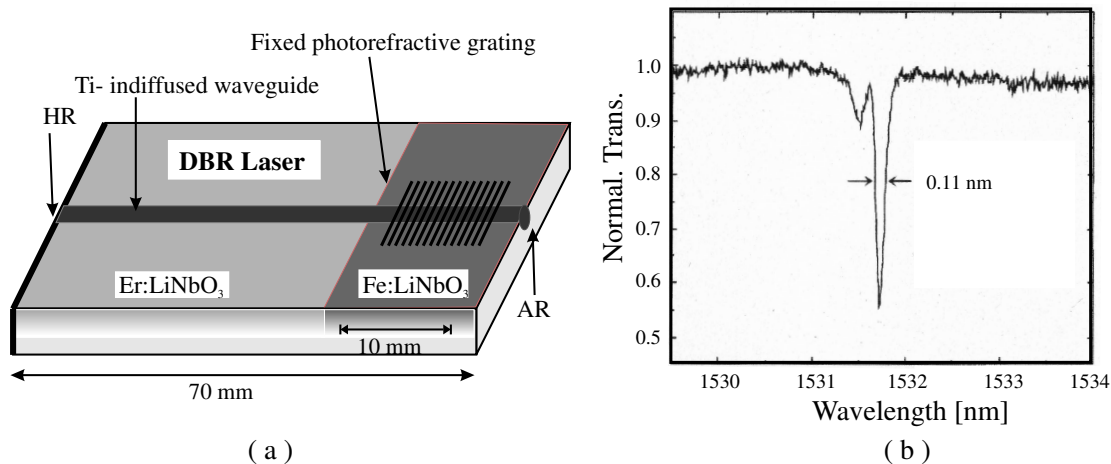 (a)
Fixed photorefractive grating
Ti- indiffused waveguide
HR
DBR Laser
Er:LiNbO3
Fe:LiNbO3
AR
10 mm
70 mm
( a )
(b)
Normal. Trans.
1.0
0.9
0.8
0.7
0.6
0.5
0.11 nm
1530
1531
1532
1533
1534
Wavelength [nm]
( b )